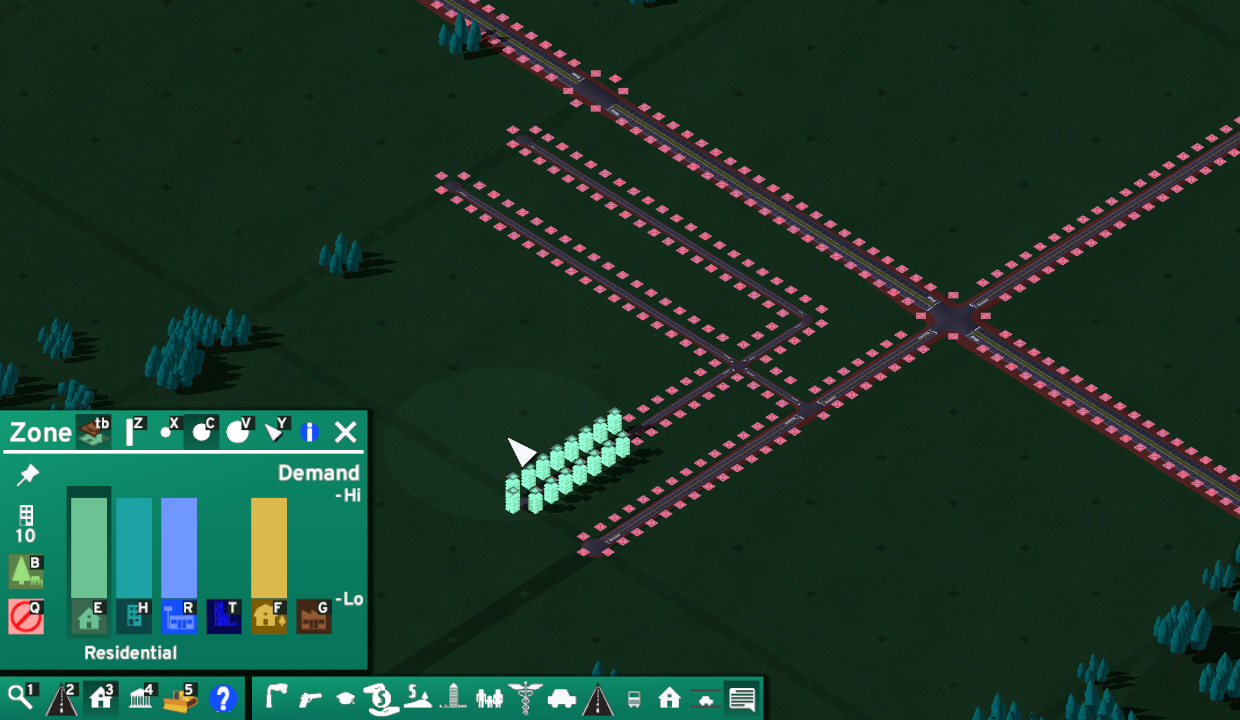 Zone tb Z X C V Y i
Demand
-Hi
10
B
-Lo
Q E H R T F G
Residential
1 2 3 4 5 ? $ $